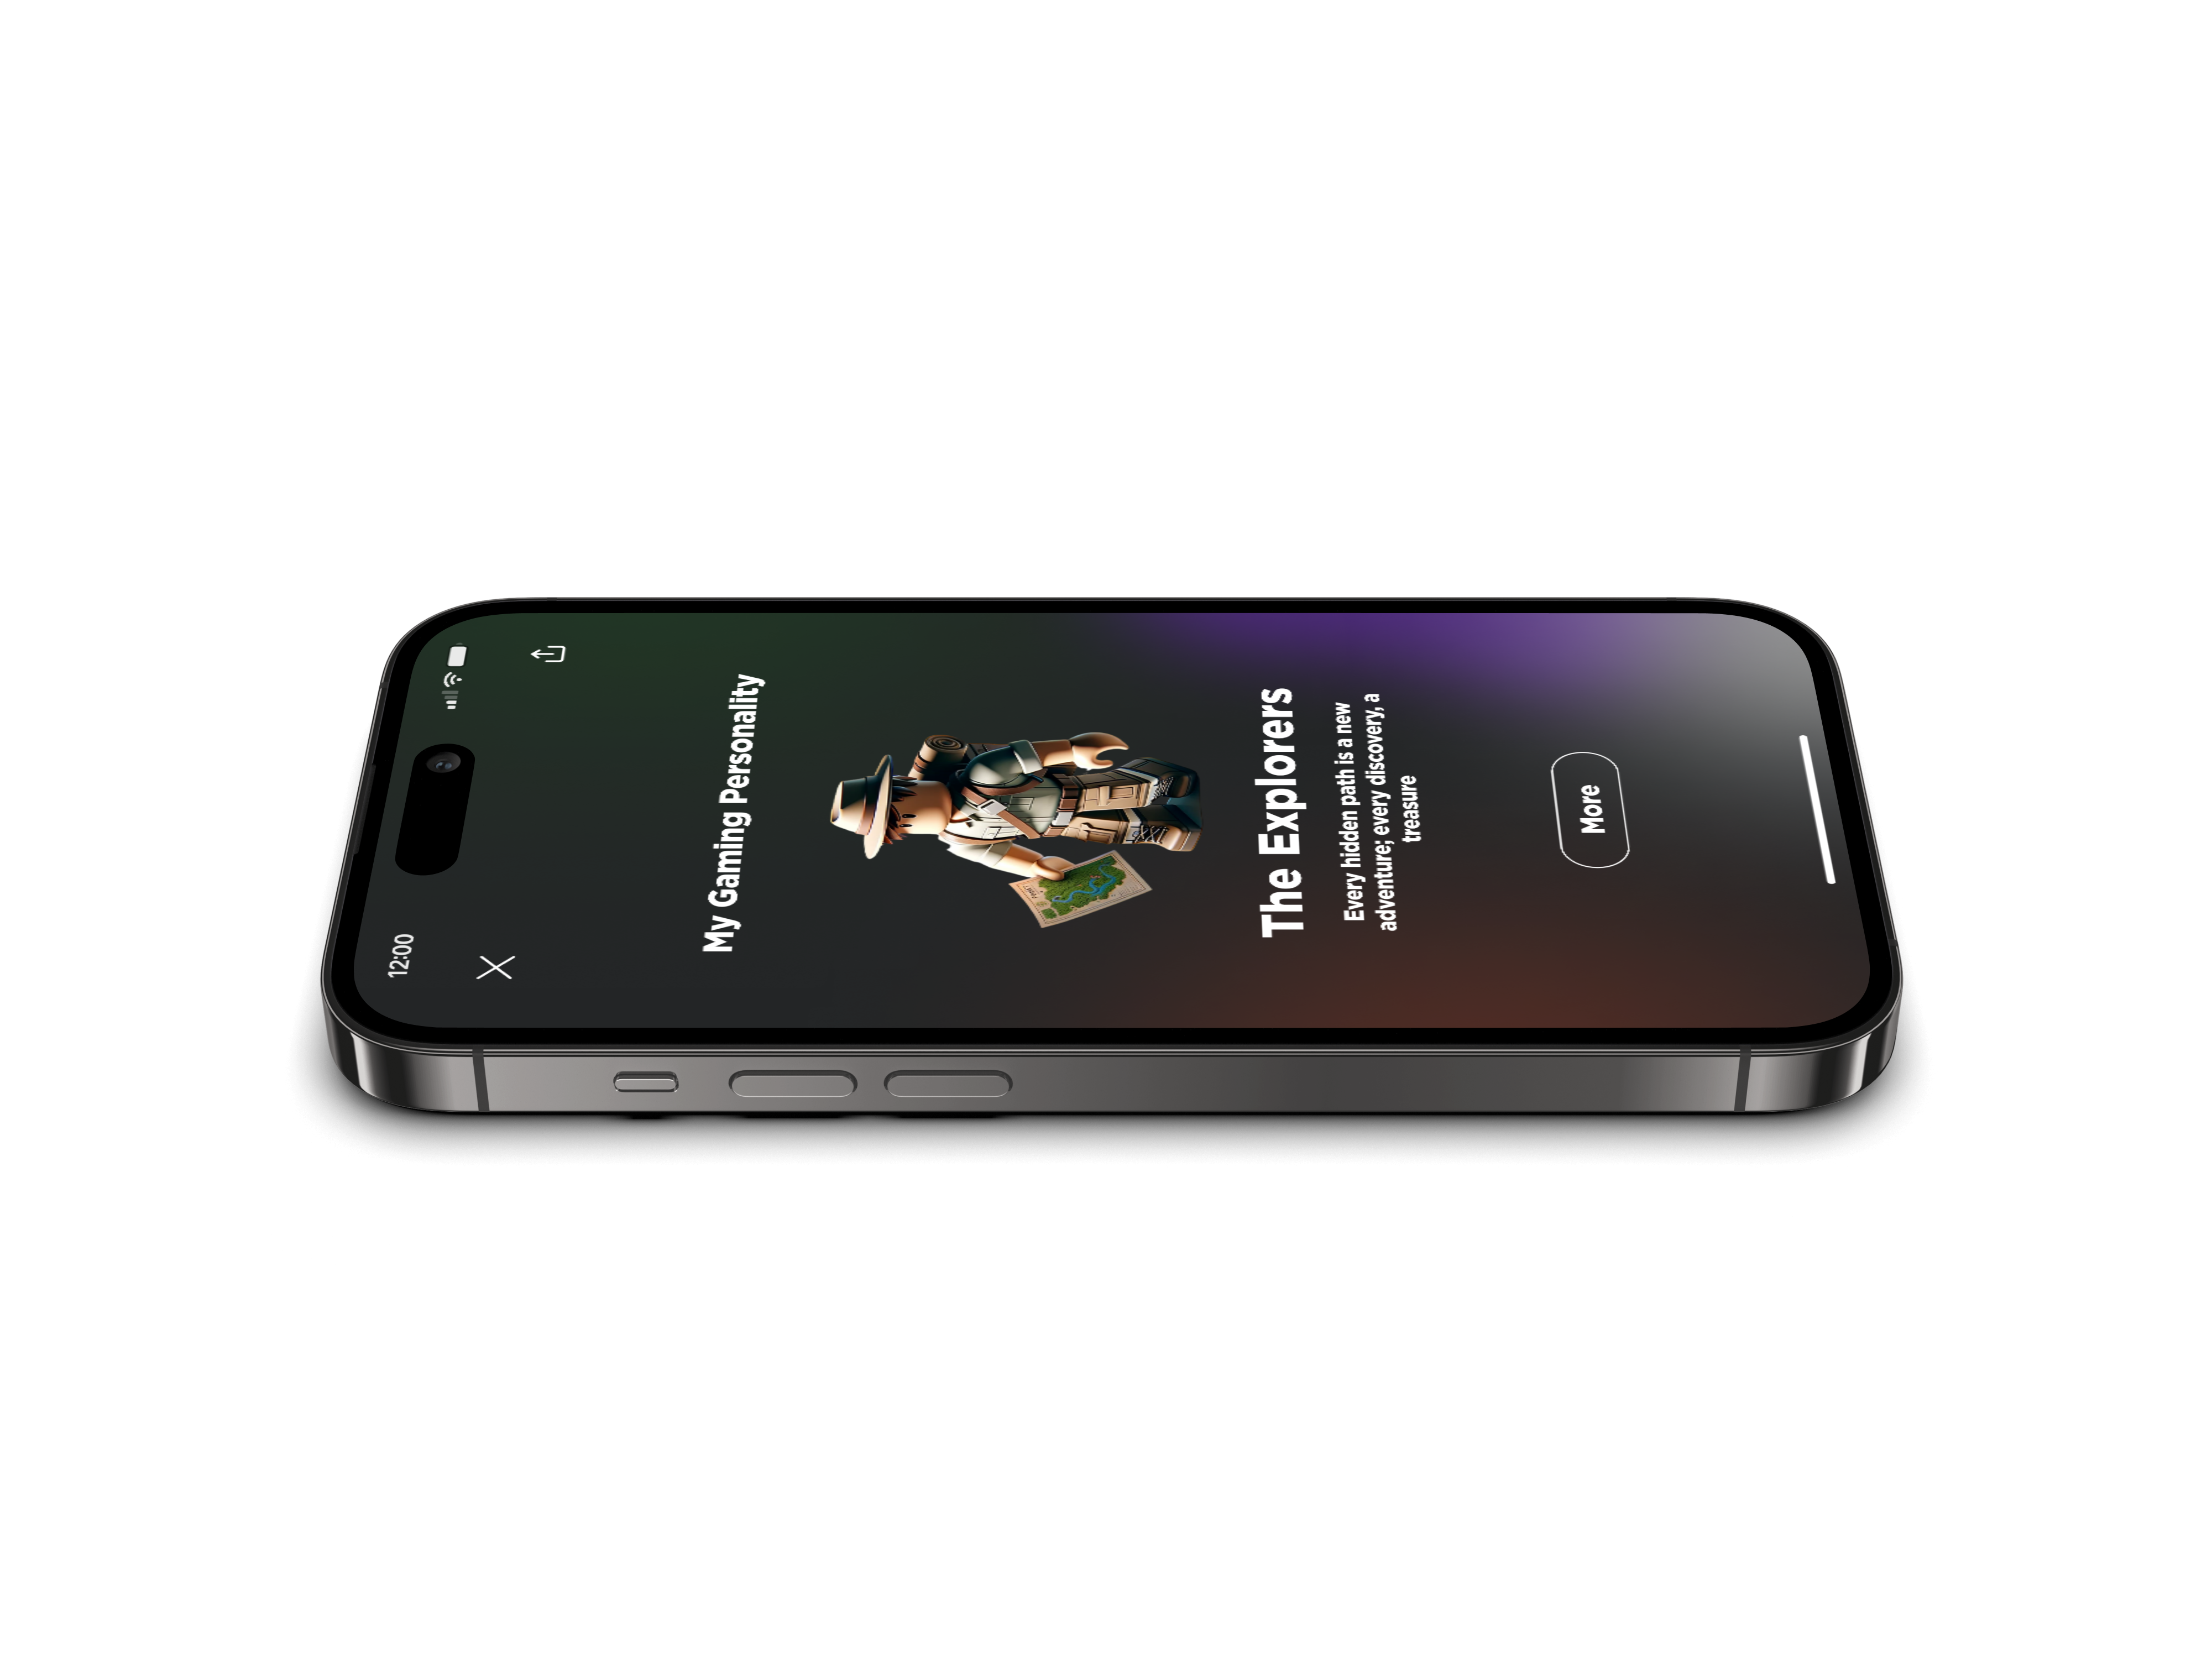 12:00
My Gaming Personality
The Explorers
Every hidden path is a new
adventure; every discovery, a
treasure
More